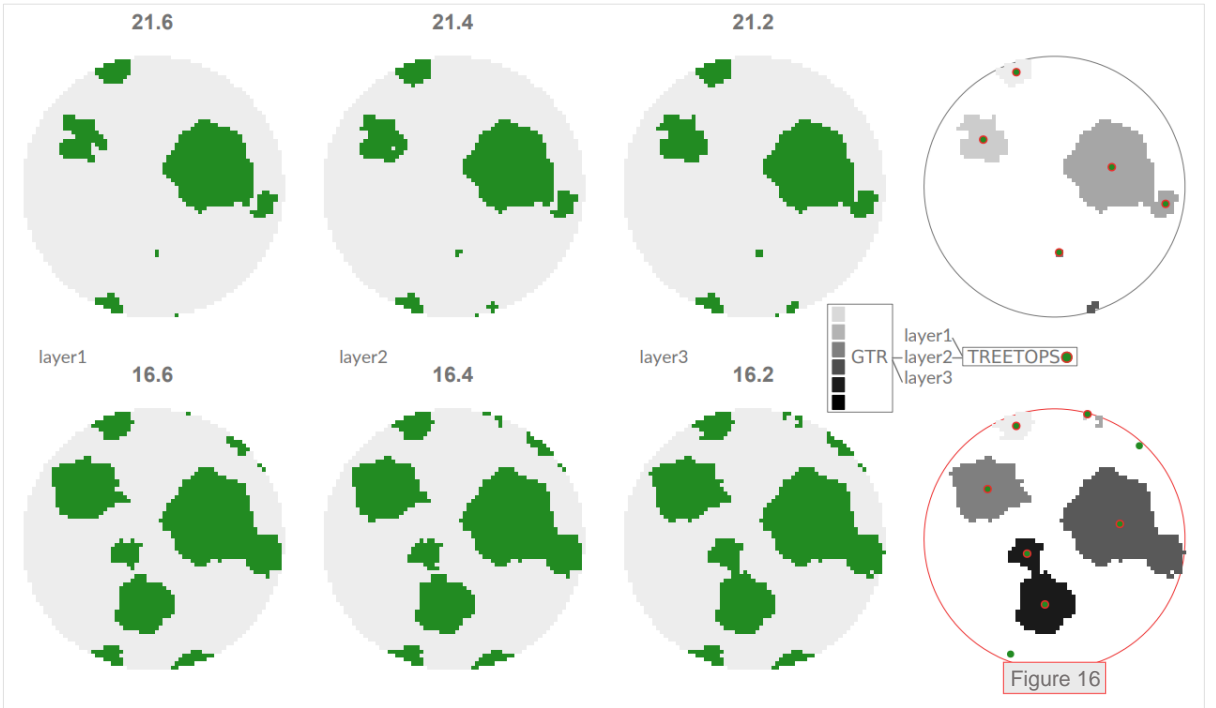 21.6
21.4
21.2
layer1
layer2
layer3
16.6
16.4
16.2
GTR
layer1
layer2
layer3
TREETOPS
Figure 16